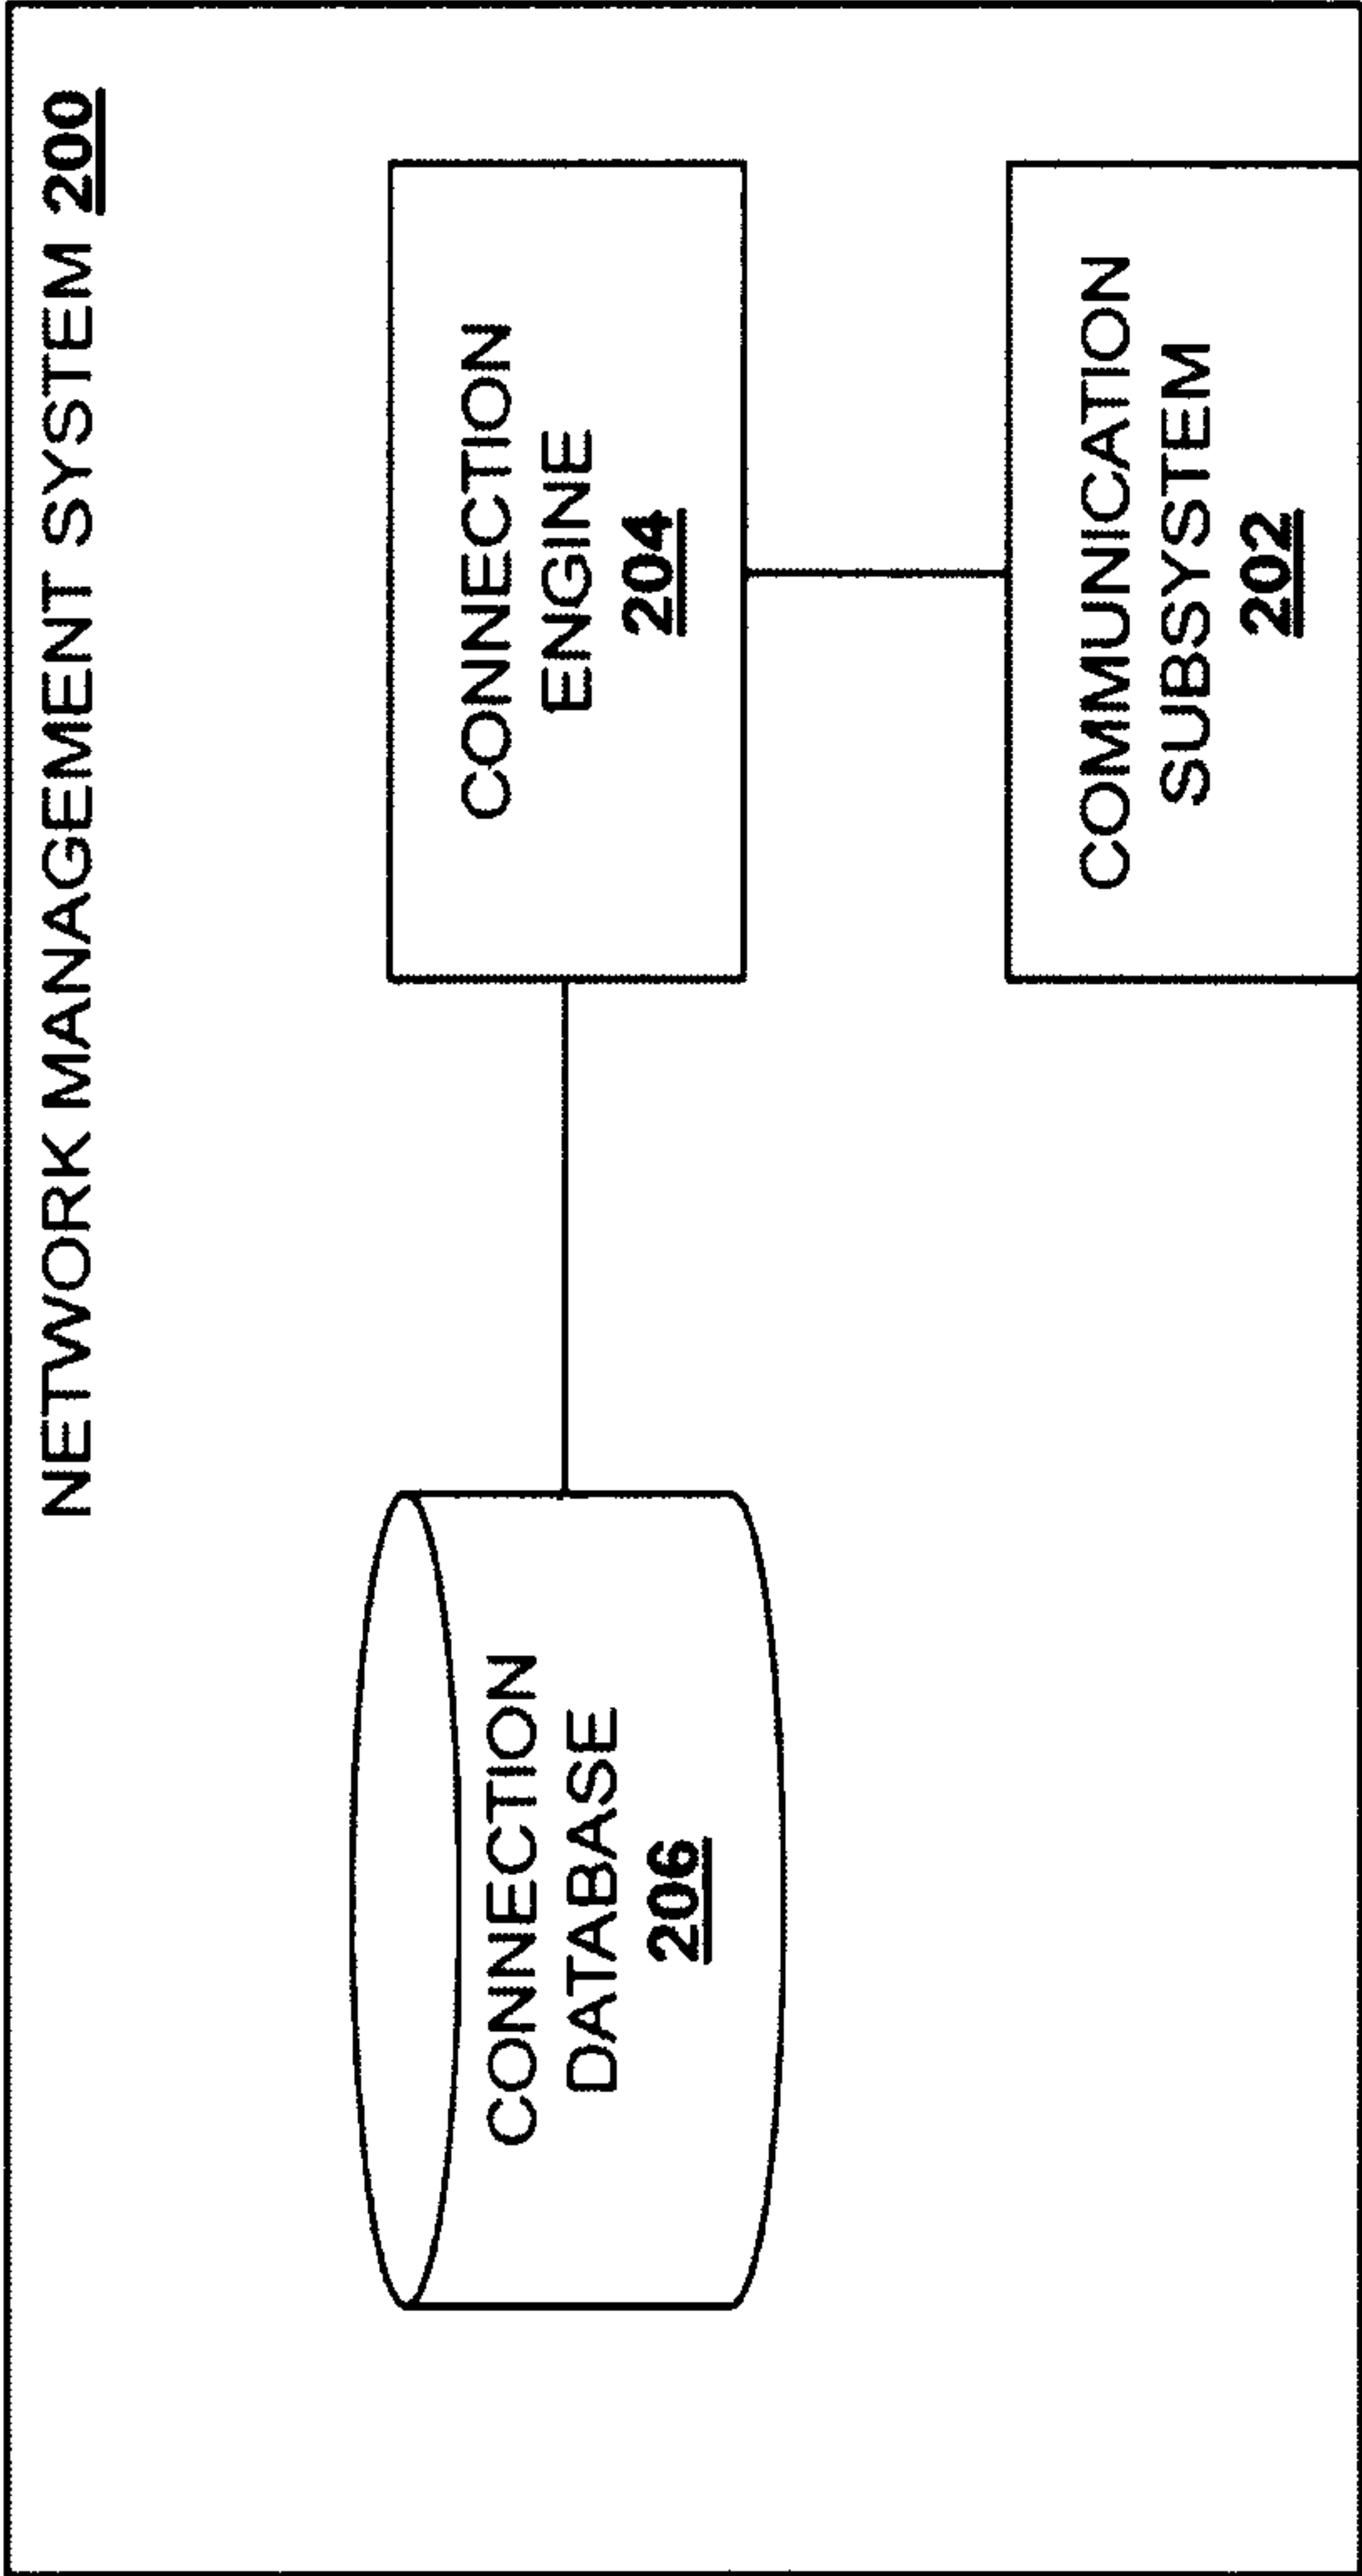 NETWORK MANAGEMENT SYSTEM 200
CONNECTION
DATABASE
206
CONNECTION
ENGINE
204
COMMUNICATION
SUBSYSTEM
202